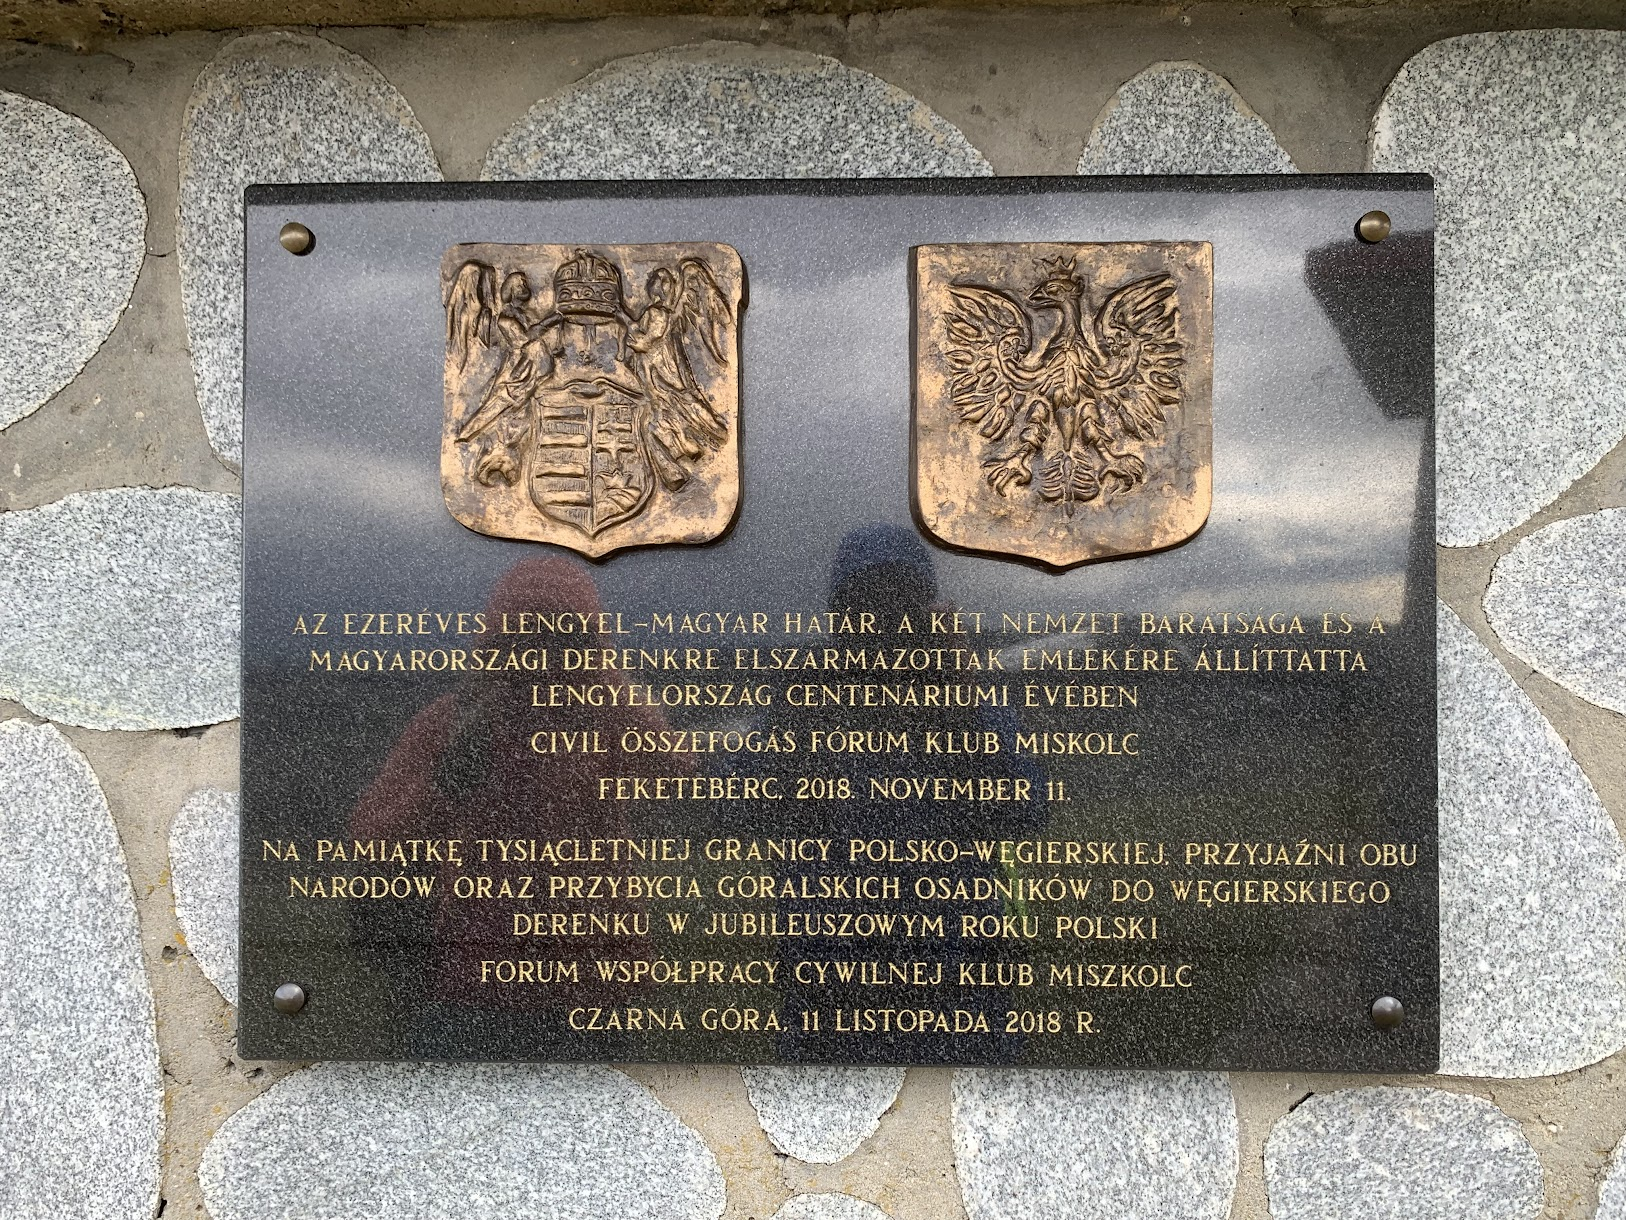 AZ EZERÉVES LENGYEL-MAGYAR HATÁR, A KÉT NEMZET BARÁTSÁGA ÉS A
MAGYARORSZÁGI DERENKRE ELSZÁRMAZOTTAK EMLÉKÉRE ÁLLÍTTATTA
LENGYELORSZÁG CENTENÁRIUMI ÉVÉBEN
CIVIL ÖSSZEFOGÁS FÓRUM KLUB MISKOLC
FEKETEBÉRC, 2018. NOVEMBER 11.
NA PAMIĄTKĘ TYSIĄCLETNIEJ GRANICY POLSKO-WĘGIERSKIEJ, PRZYJAŹNI OBU
NARODÓW ORAZ PRZYBYCIA GÓRALSKICH OSADNIKÓW DO WĘGIERSKIEGO
DERENKU W JUBILEUSZOWYM ROKU POLSKI
FORUM WSPÓŁPRACY CYWILNEJ KLUB MISZKOLC
CZARNA GÓRA, 11 LISTOPADA 2018 R.